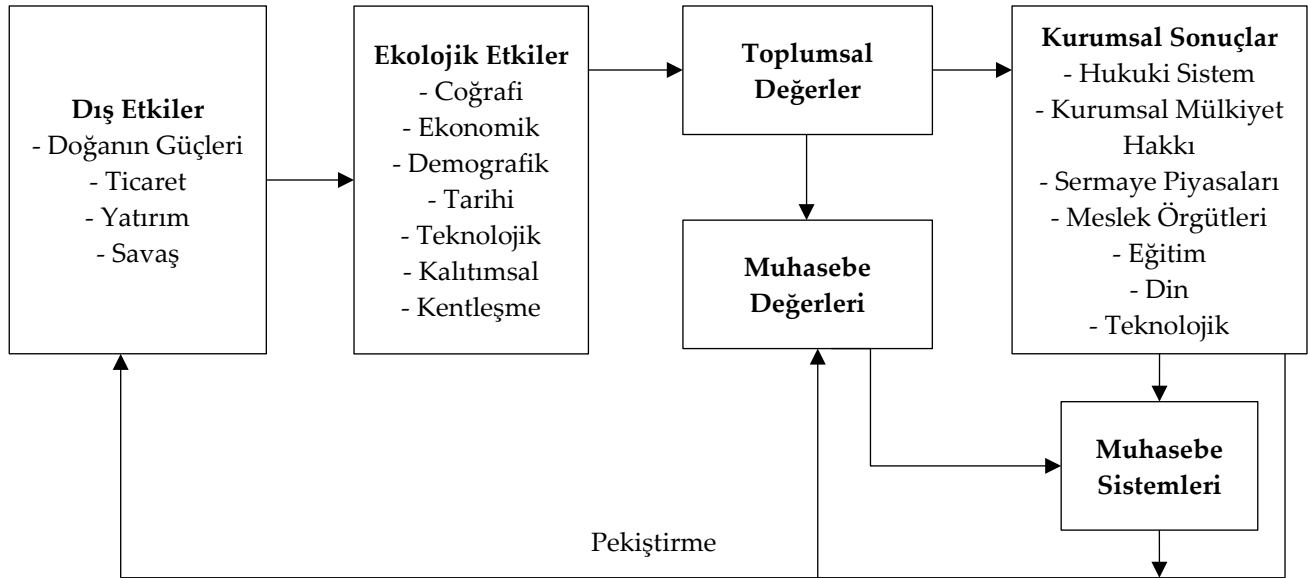 Dış Etkiler
- Doğanın Güçleri
- Ticaret
- Yatırım
- Savaş
Ekolojik Etkiler
- Coğrafi
- Ekonomik
- Demografik
- Tarihi
- Teknolojik
- Kalıtımsal
- Kentleşme
Toplumsal
Değerler
Muhasebe
Değerleri
Kurumsal Sonuçlar
- Hukuki Sistem
- Kurumsal Mülkiyet
Hakkı
- Sermaye Piyasaları
- Meslek Örgütleri
- Eğitim
- Din
- Teknolojik
Muhasebe
Sistemleri
Pekiştirme